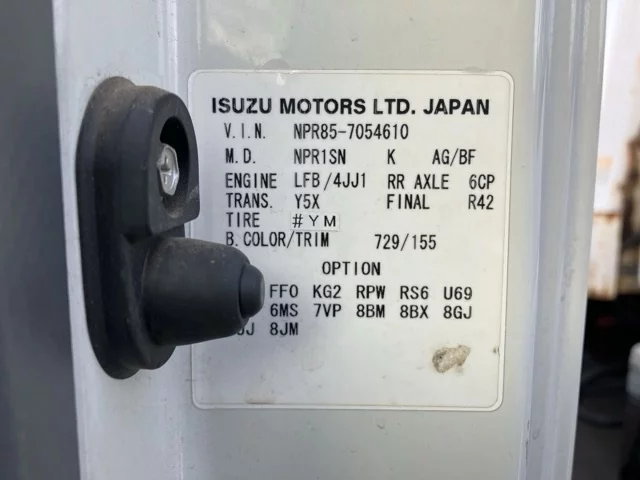 ISUZU MOTORS LTD. JAPAN
V.I.N. NPR85-7054610
M.D. NPR1SN K AG/BF
ENGINE LFB/4JJ1 RR AXLE 6CP
TRANS. Y5X FINAL R42
TIRE #YM
B.COLOR/TRIM 729/155
OPTION
FFO KG2 RPW RS6 U69
6MS 7VP 8BM 8BX 8GJ
8JM